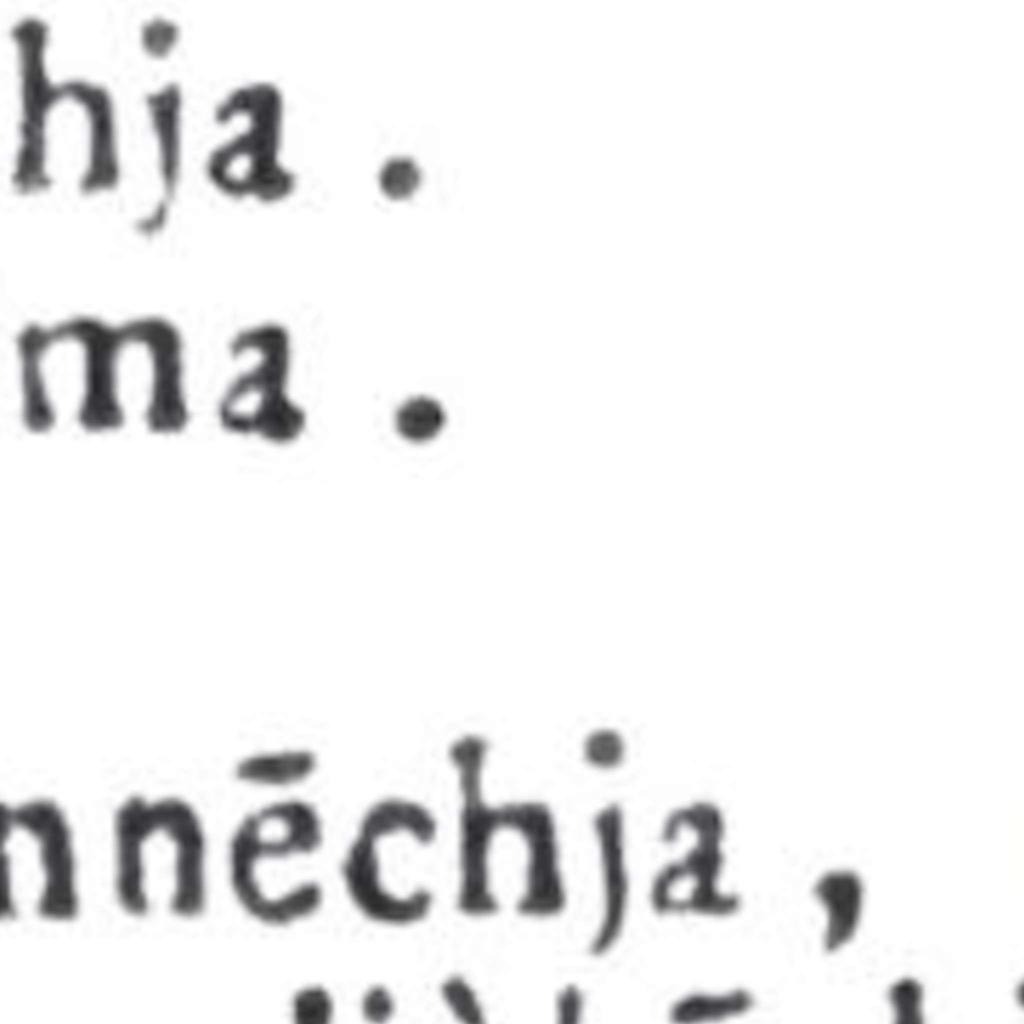 hja .
ma .
nnēchja ,